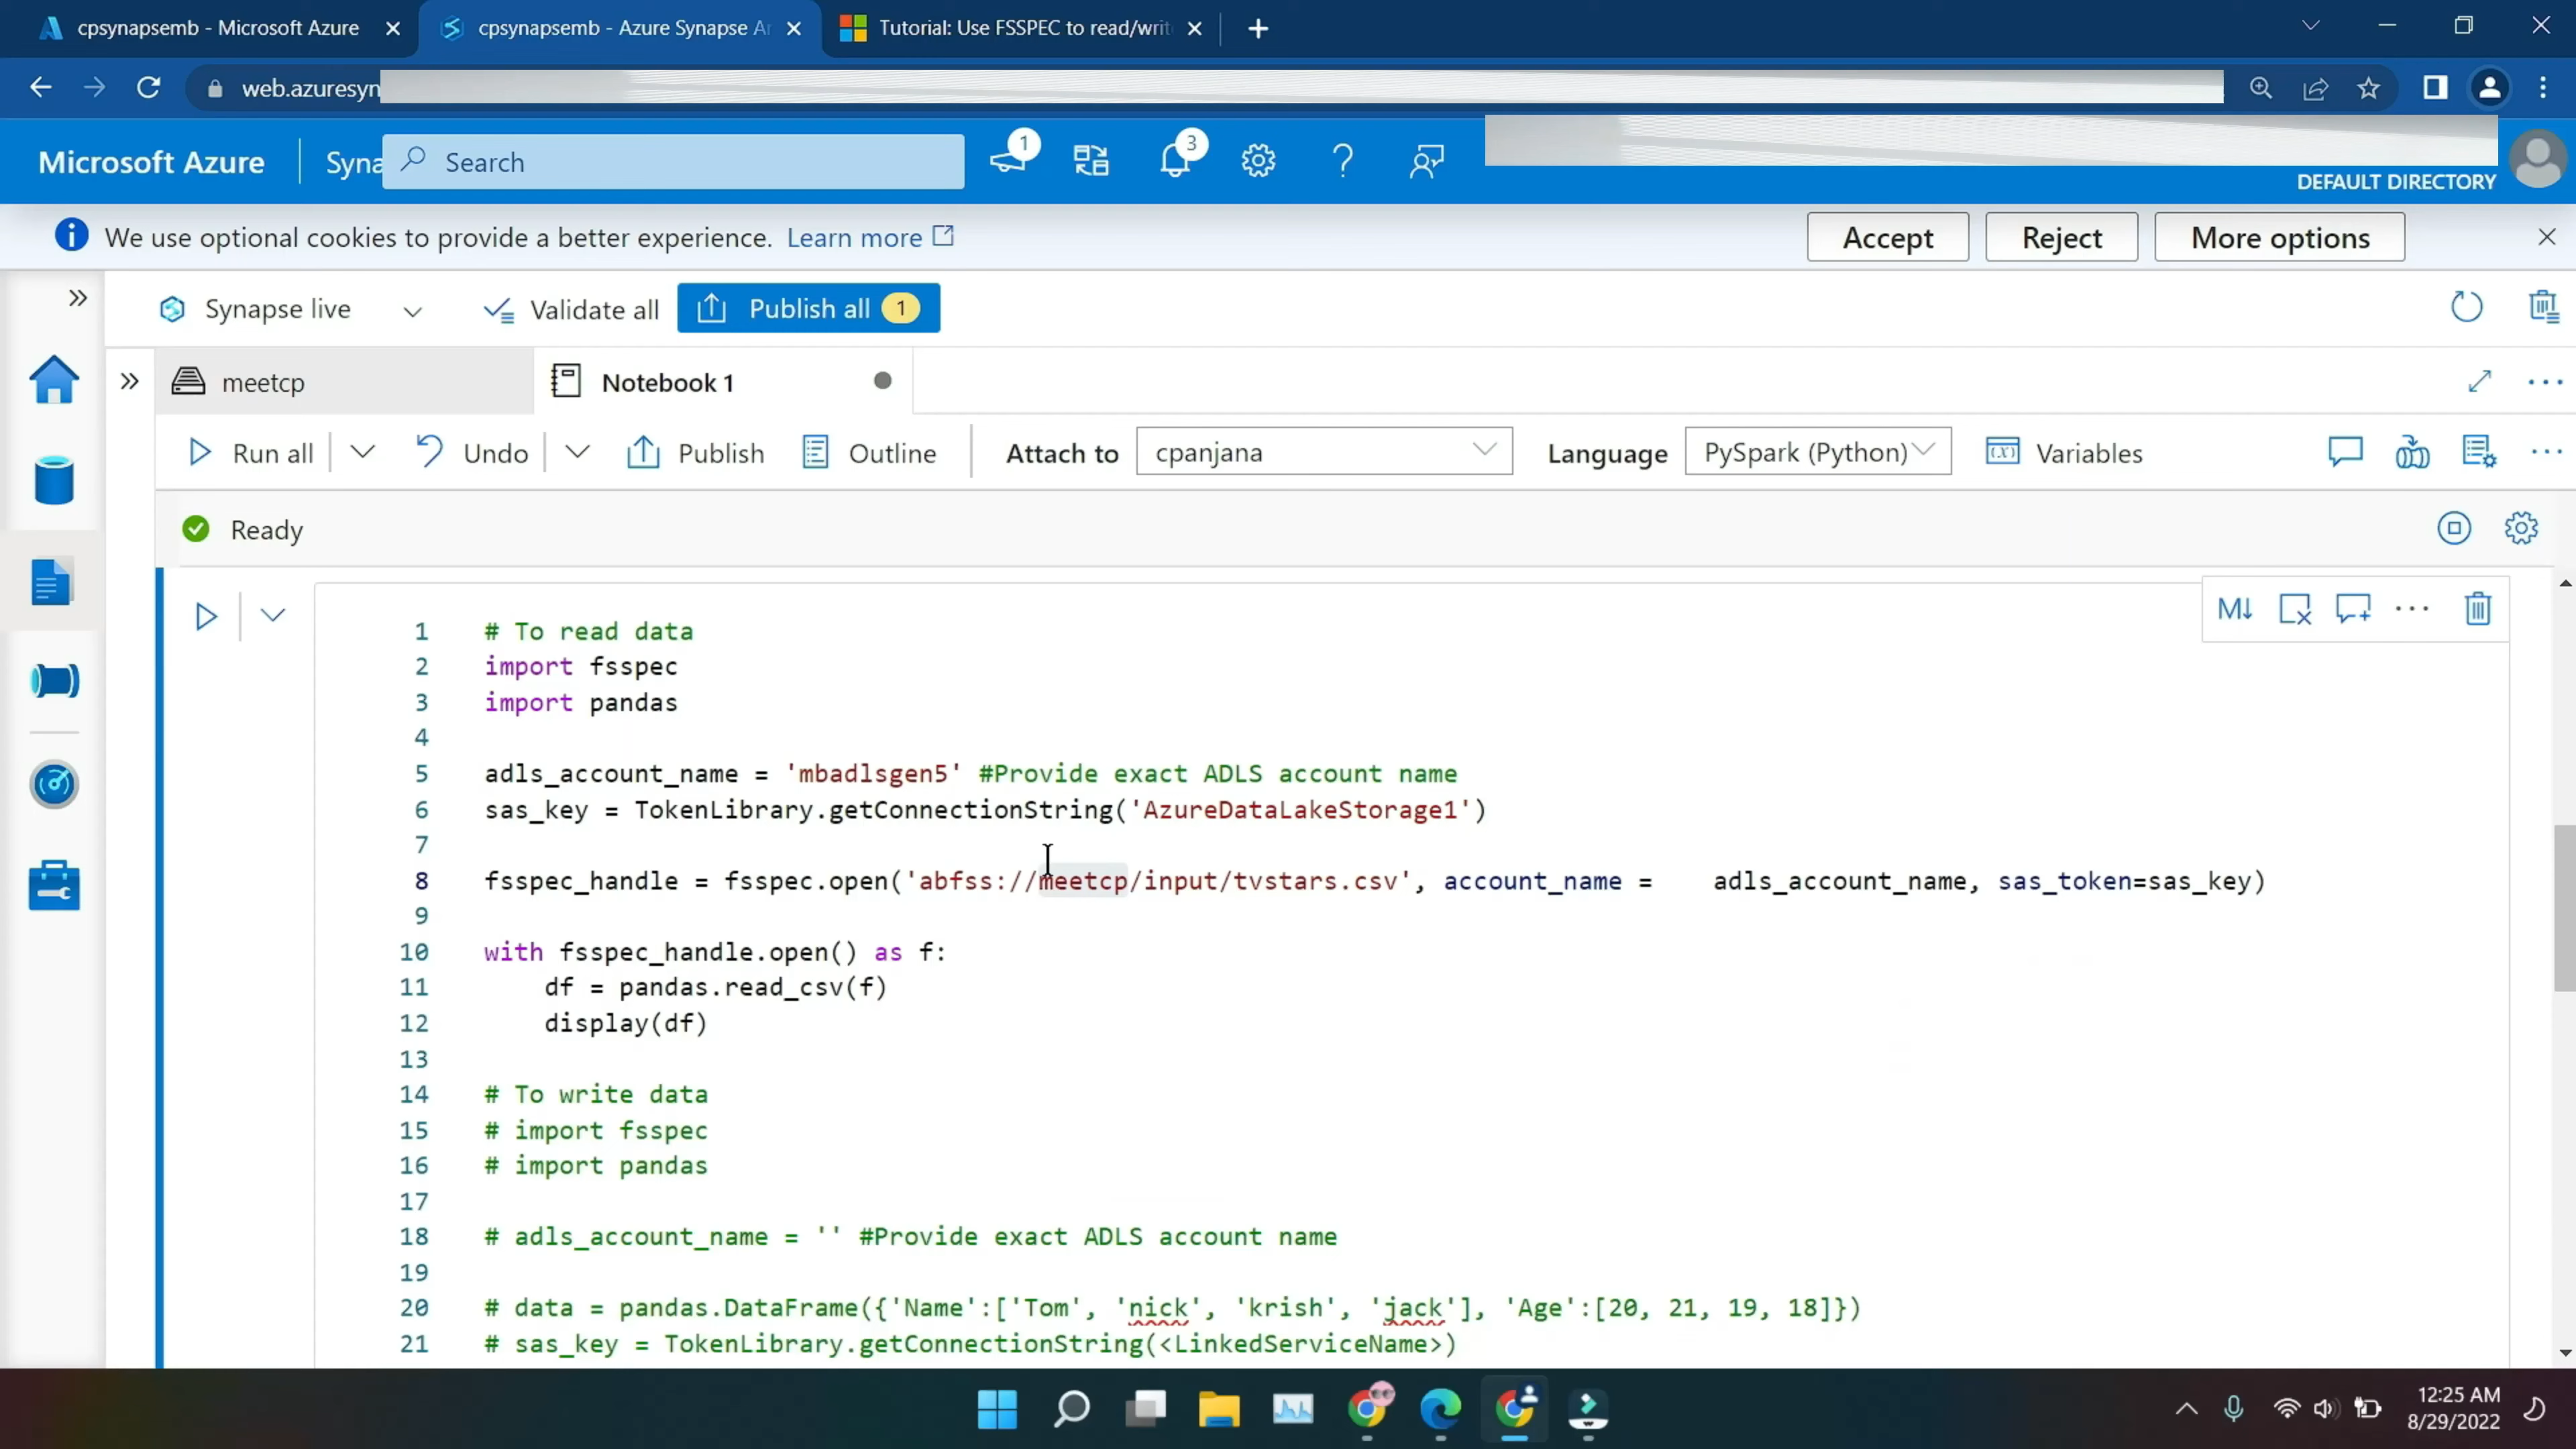 cpsynapsemb - Microsoft Azure
cpsynapsemb - Azure Synapse Ar
Tutorial: Use FSSPEC to read/writ
web.azuresyn
Microsoft Azure
Syna
Search
1
3
DEFAULT DIRECTORY
We use optional cookies to provide a better experience. Learn more
Accept
Reject
More options
Synapse live
Validate all
Publish all 1
meetcp
Notebook 1
Run all
Undo
Publish
Outline
Attach to
cpanjana
Language
PySpark (Python)
Variables
Ready
M↓
1 # To read data
2 import fsspec
3 import pandas
4
5 adls_account_name = 'mbadlsgen5' #Provide exact ADLS account name
6 sas_key = TokenLibrary.getConnectionString('AzureDataLakeStorage1')
7
8 fsspec_handle = fsspec.open('abfss://meetcp/input/tvstars.csv', account_name =    adls_account_name, sas_token=sas_key)
9
10 with fsspec_handle.open() as f:
11     df = pandas.read_csv(f)
12     display(df)
13
14 # To write data
15 # import fsspec
16 # import pandas
17
18 # adls_account_name = '' #Provide exact ADLS account name
19
20 # data = pandas.DataFrame({'Name':['Tom', 'nick', 'krish', 'jack'], 'Age':[20, 21, 19, 18]})
21 # sas_key = TokenLibrary.getConnectionString(<LinkedServiceName>)
12:25 AM
8/29/2022